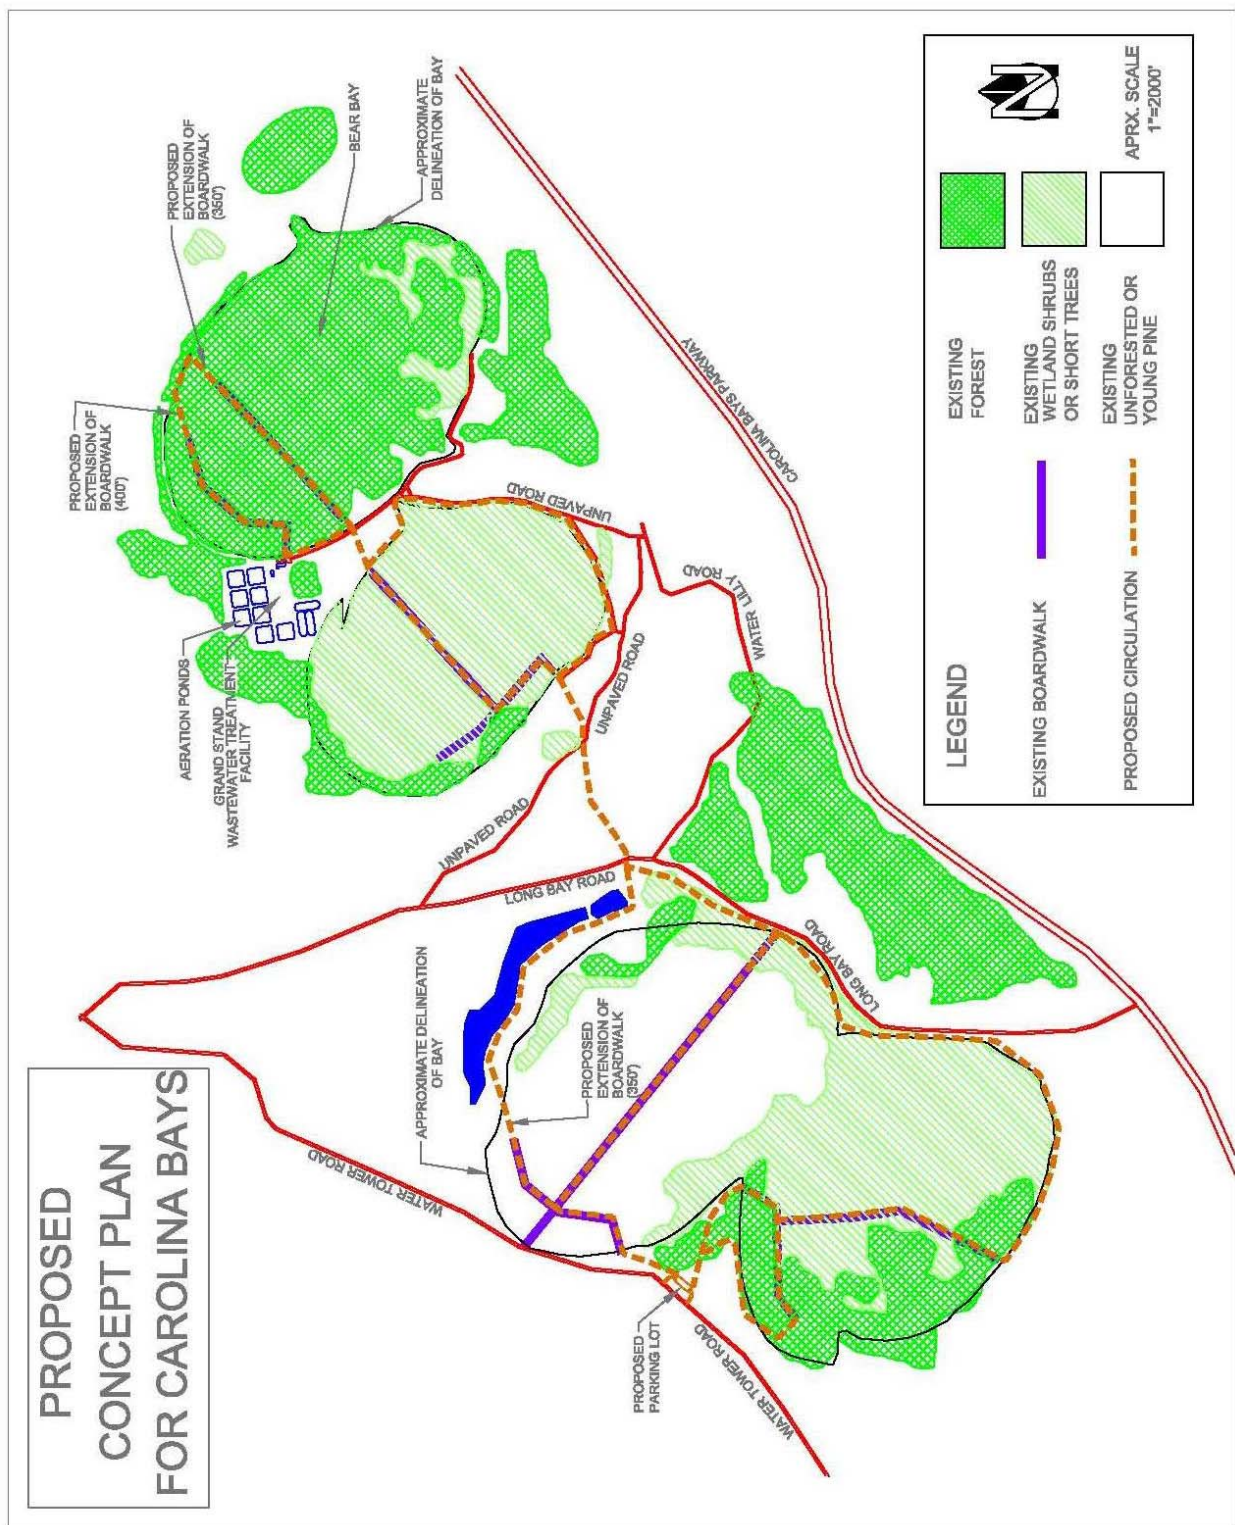 PROPOSED
CONCEPT PLAN
FOR CAROLINA BAYS
WATER TOWER ROAD
APPROXIMATE DELINEATION
OF BAY
PROPOSED
EXTENSION OF
BOARDWALK
(350')
PROPOSED
PARKING LOT
WATER TOWER ROAD
LONG BAY ROAD
LONG BAY ROAD
UNPAVED ROAD
UNPAVED ROAD
UNPAVED ROAD
WATER LILLY ROAD
CAROLINA BAYS PARKWAY
AERATION PONDS
GRAND STAND
WASTEWATER TREATMENT
FACILITY
PROPOSED
EXTENSION OF
BOARDWALK
(400')
PROPOSED
EXTENSION OF
BOARDWALK
(350')
BEAR BAY
APPROXIMATE
DELINEATION OF BAY
LEGEND
EXISTING BOARDWALK
PROPOSED CIRCULATION
EXISTING
FOREST
EXISTING
WETLAND SHRUBS
OR SHORT TREES
EXISTING
UNFORESTED OR
YOUNG PINE
N
APRX. SCALE
1"=2000'